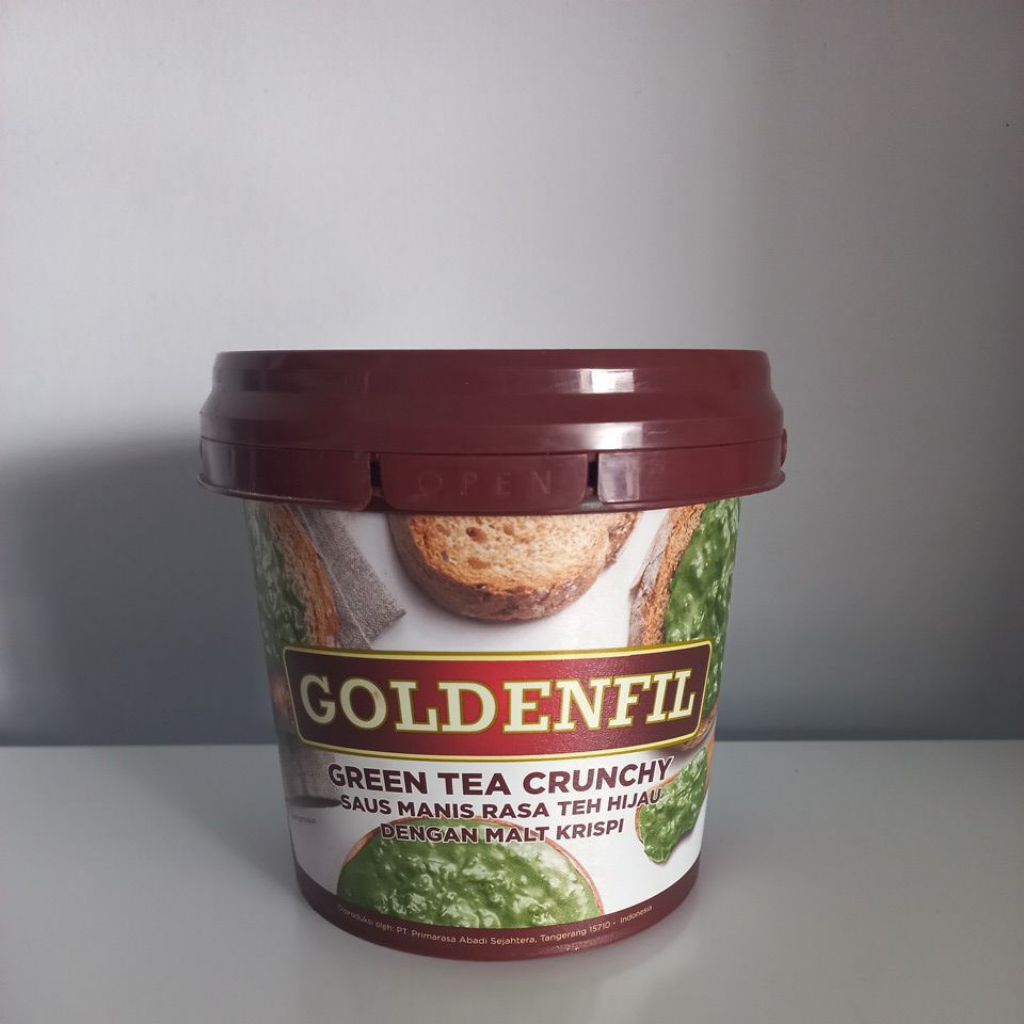 OPEN
GOLDENFIL
GREEN TEA CRUNCHY
SAUS MANIS RASA TEH HIJAU
DENGAN MALT KRISPI
Diproduksi oleh: PT. Primarasa Abadi Sejahtera, Tangerang 15710 - Indonesia